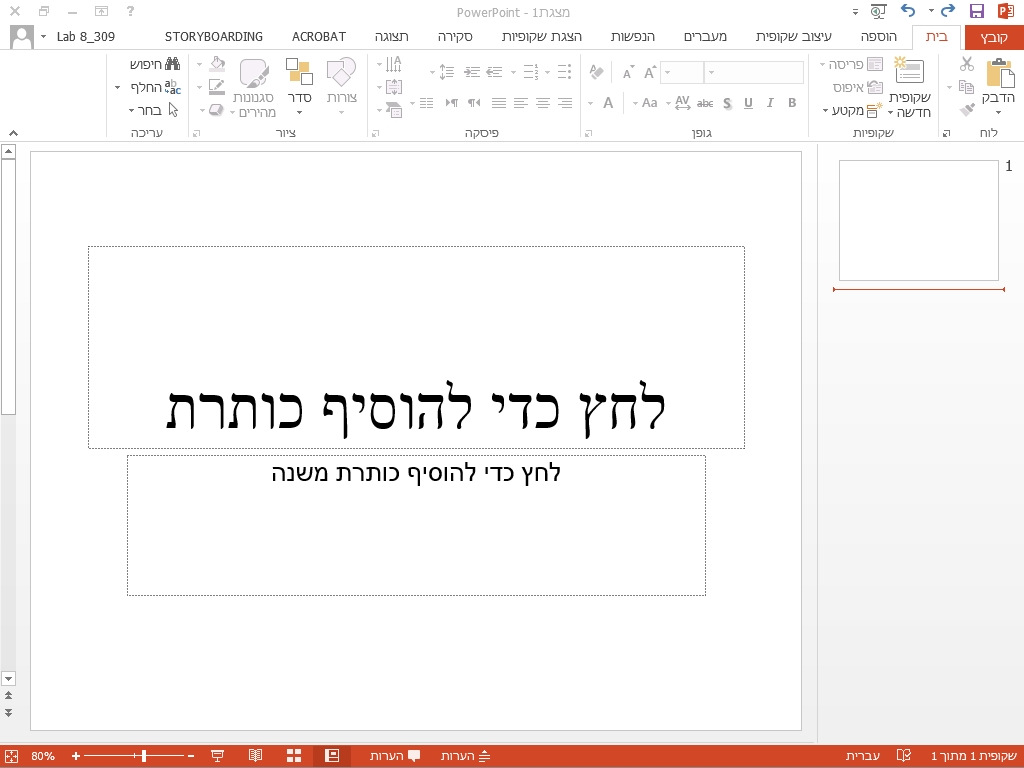 מצגת1 - PowerPoint
קובץ
בית
הוספה
עיצוב שקופית
מעברים
הנפשות
הצגת שקופיות
סקירה
תצוגה
ACROBAT
STORYBOARDING
Lab 8_309
הדבק
לוח
שקופית חדשה
פריסה
איפוס
מקטע
שקופיות
B
I
U
S
abc
AV
Aa
A
גופן
פיסקה
צורות
סדר
סגנונות מהירים
ציור
חיפוש
החלף
בחר
עריכה
1
לחץ כדי להוסיף כותרת
לחץ כדי להוסיף כותרת משנה
שקופית 1 מתוך 1
עברית
הערות
הערות
80%